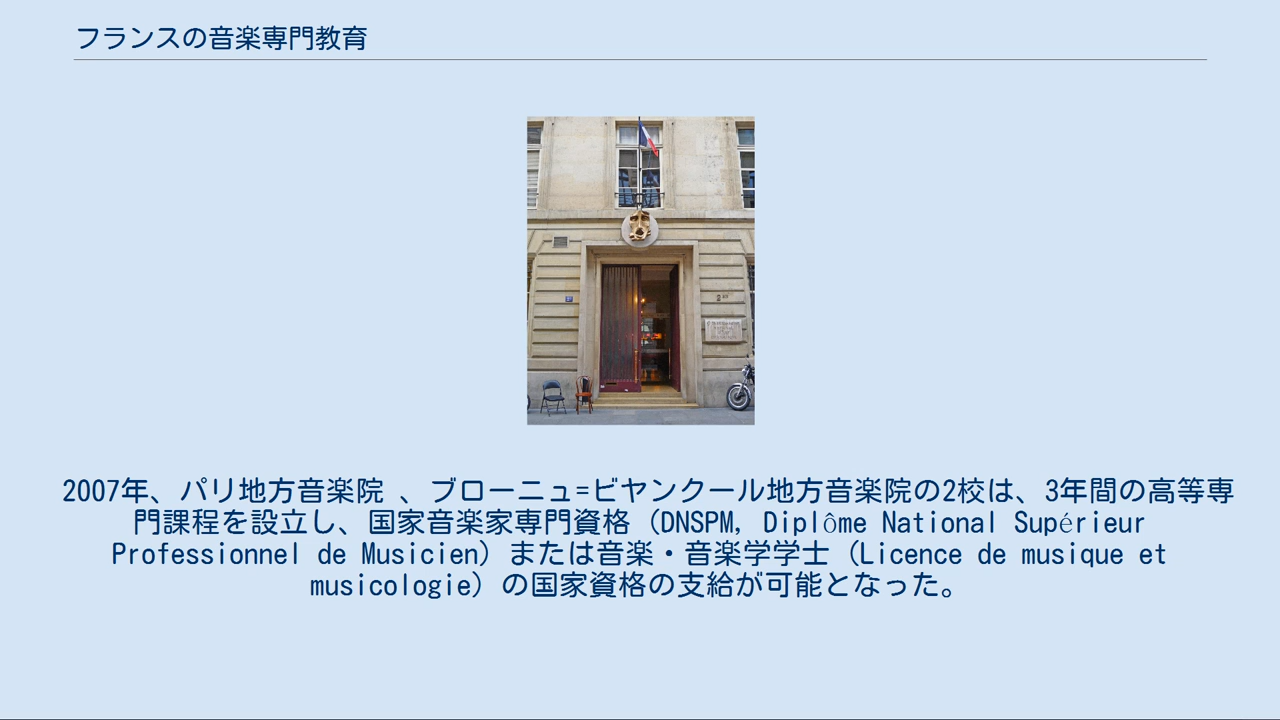 フランスの音楽専門教育
2007年、パリ地方音楽院 、ブローニュ=ビヤンクール地方音楽院の2校は、3年間の高等専
門課程を設立し、国家音楽家専門資格（DNSPM, Diplôme National Supérieur
Professionnel de Musicien）または音楽・音楽学学士（Licence de musique et
musicologie）の国家資格の支給が可能となった。